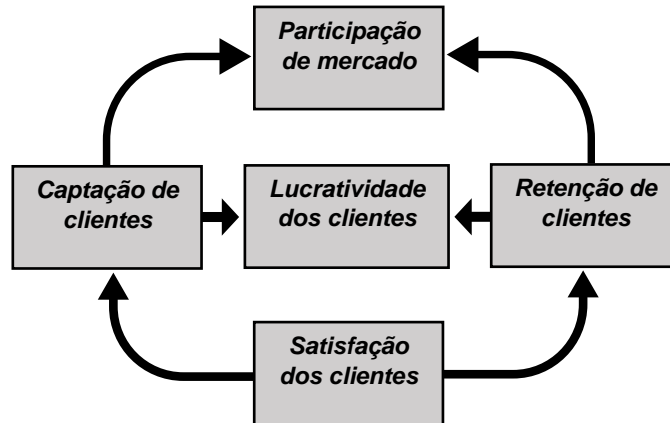 Participação
de mercado
Captação de
clientes
Lucratividade
dos clientes
Retenção de
clientes
Satisfação
dos clientes